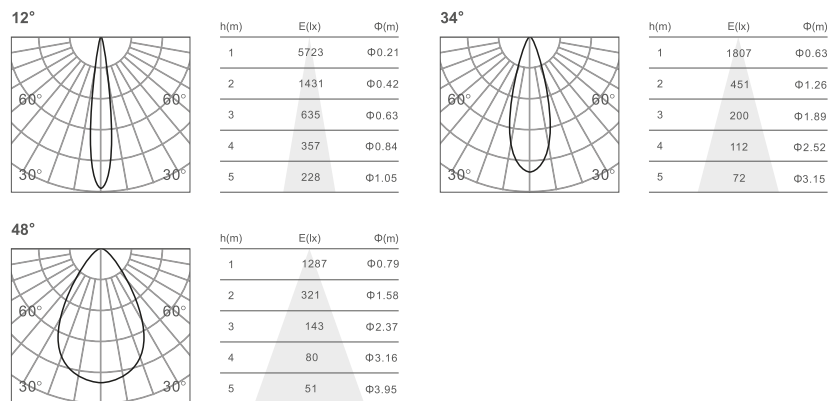 12°
60° 60°
30° 30°
h(m) E(lx) Φ(m)
1 5723 Φ0.21
2 1431 Φ0.42
3 635 Φ0.63
4 357 Φ0.84
5 228 Φ1.05
34°
60° 60°
30° 30°
h(m) E(lx) Φ(m)
1 1807 Φ0.63
2 451 Φ1.26
3 200 Φ1.89
4 112 Φ2.52
5 72 Φ3.15
48°
60° 60°
30° 30°
h(m) E(lx) Φ(m)
1 1287 Φ0.79
2 321 Φ1.58
3 143 Φ2.37
4 80 Φ3.16
5 51 Φ3.95